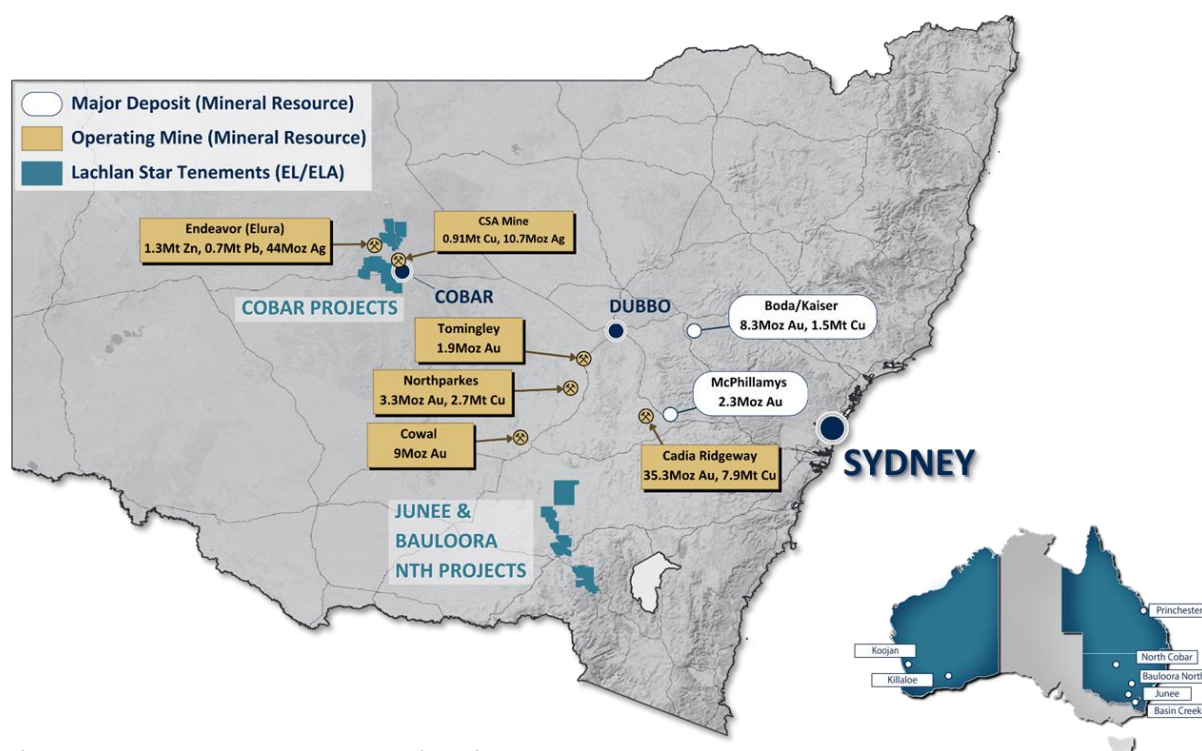 Major Deposit (Mineral Resource)
Operating Mine (Mineral Resource)
Lachlan Star Tenements (EL/ELA)
Endeavor (Elura)
1.3Mt Zn, 0.7Mt Pb, 44Moz Ag
CSA Mine
0.91Mt Cu, 10.7Moz Ag
COBAR PROJECTS
COBAR
DUBBO
Boda/Kaiser
8.3Moz Au, 1.5Mt Cu
Tomingley
1.9Moz Au
Northparkes
3.3Moz Au, 2.7Mt Cu
McPhillamys
2.3Moz Au
Cowal
9Moz Au
Cadia Ridgeway
35.3Moz Au, 7.9Mt Cu
SYDNEY
JUNEE &
BAULOORA
NTH PROJECTS
Princhester
Koojan
North Cobar
Killaloe
Bauloora North
Junee
Basin Creek